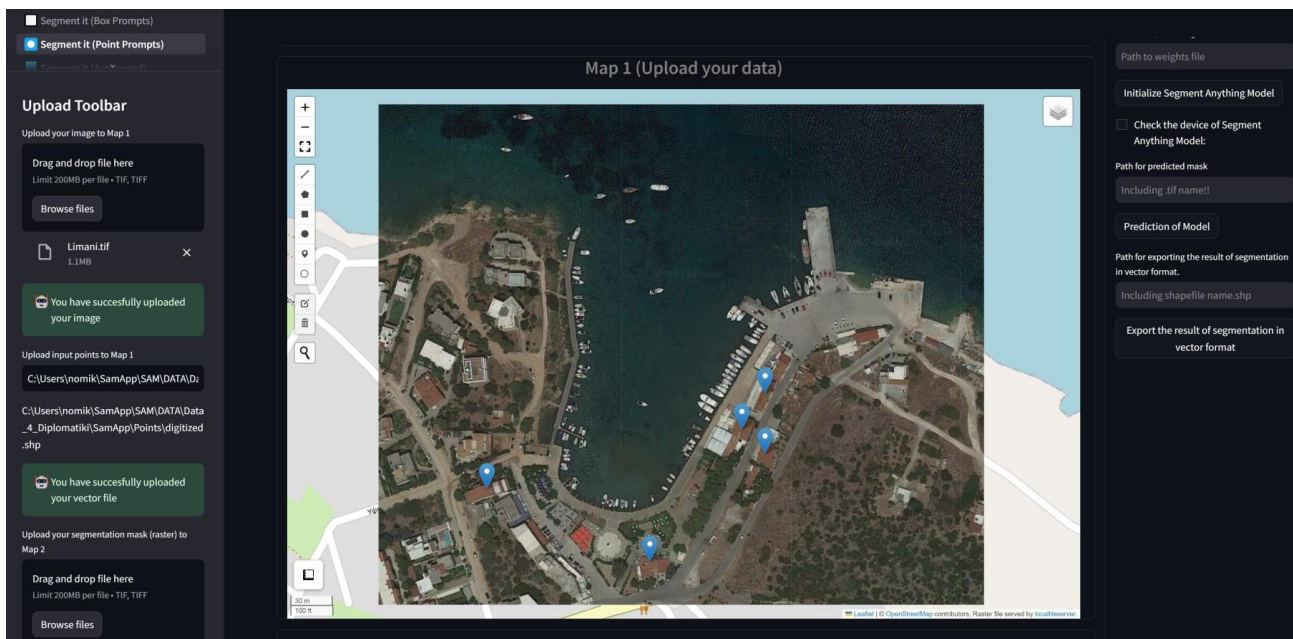 Segment it (Box Prompts)
Segment it (Point Prompts)
Segment it (Automated)
Upload Toolbar
Upload your image to Map 1
Drag and drop file here
Limit 200MB per file • TIF, TIFF
Browse files
Limani.tif
1.1MB
You have succesfully uploaded
your image
Upload input points to Map 1
C:\Users\nomik\SamApp\SAM\DATA\Da
C:\Users\nomik\SamApp\SAM\DATA\Data
_4_Diplomatiki\SamApp\Points\digitized
.shp
You have succesfully uploaded
your vector file
Upload your segmentation mask (raster) to
Map 2
Drag and drop file here
Limit 200MB per file • TIF, TIFF
Browse files
Map 1 (Upload your data)
+
−
30 m
100 ft
Leaflet | © OpenStreetMap contributors, Raster file served by localtileserver.
Path to weights file
Initialize Segment Anything Model
Check the device of Segment
Anything Model:
Path for predicted mask
Including .tif name!!
Prediction of Model
Path for exporting the result of segmentation
in vector format.
Including shapefile name.shp
Export the result of segmentation in
vector format